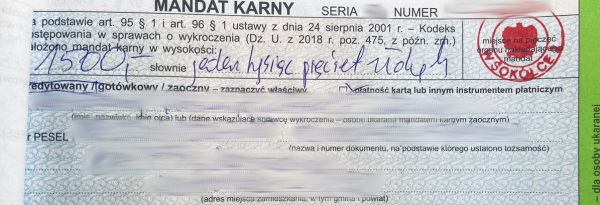 MANDAT KARNY SERIA NUMER
a podstawie art. 95 § 1 i art. 96 § 1 ustawy z dnia 24 sierpnia 2001 r. – Kodeks
ostępowania w sprawach o wykroczenia (Dz. U. z 2018 r. poz. 475, z późn. zm.)
ałożono mandat karny w wysokości:
1500,- słownie jeden tysiąc pięćset złotych
miejsce na pieczęć
organu nakładającego
mandat
WYSOKIE
redytowany / gotówkowy / zaoczny – zaznaczyć właściwy płatność kartą lub innym instrumentem płatniczym
(imię, nazwisko, imię ojca) lub (dane wskazujące sprawcę wykroczenia – osobę ukaraną mandatem karnym zaocznym)
r PESEL
(nazwa i numer dokumentu, na podstawie którego ustalono tożsamość)
(adres miejsca zamieszkania, w tym gmina i powiat)
– dla osoby ukaranej